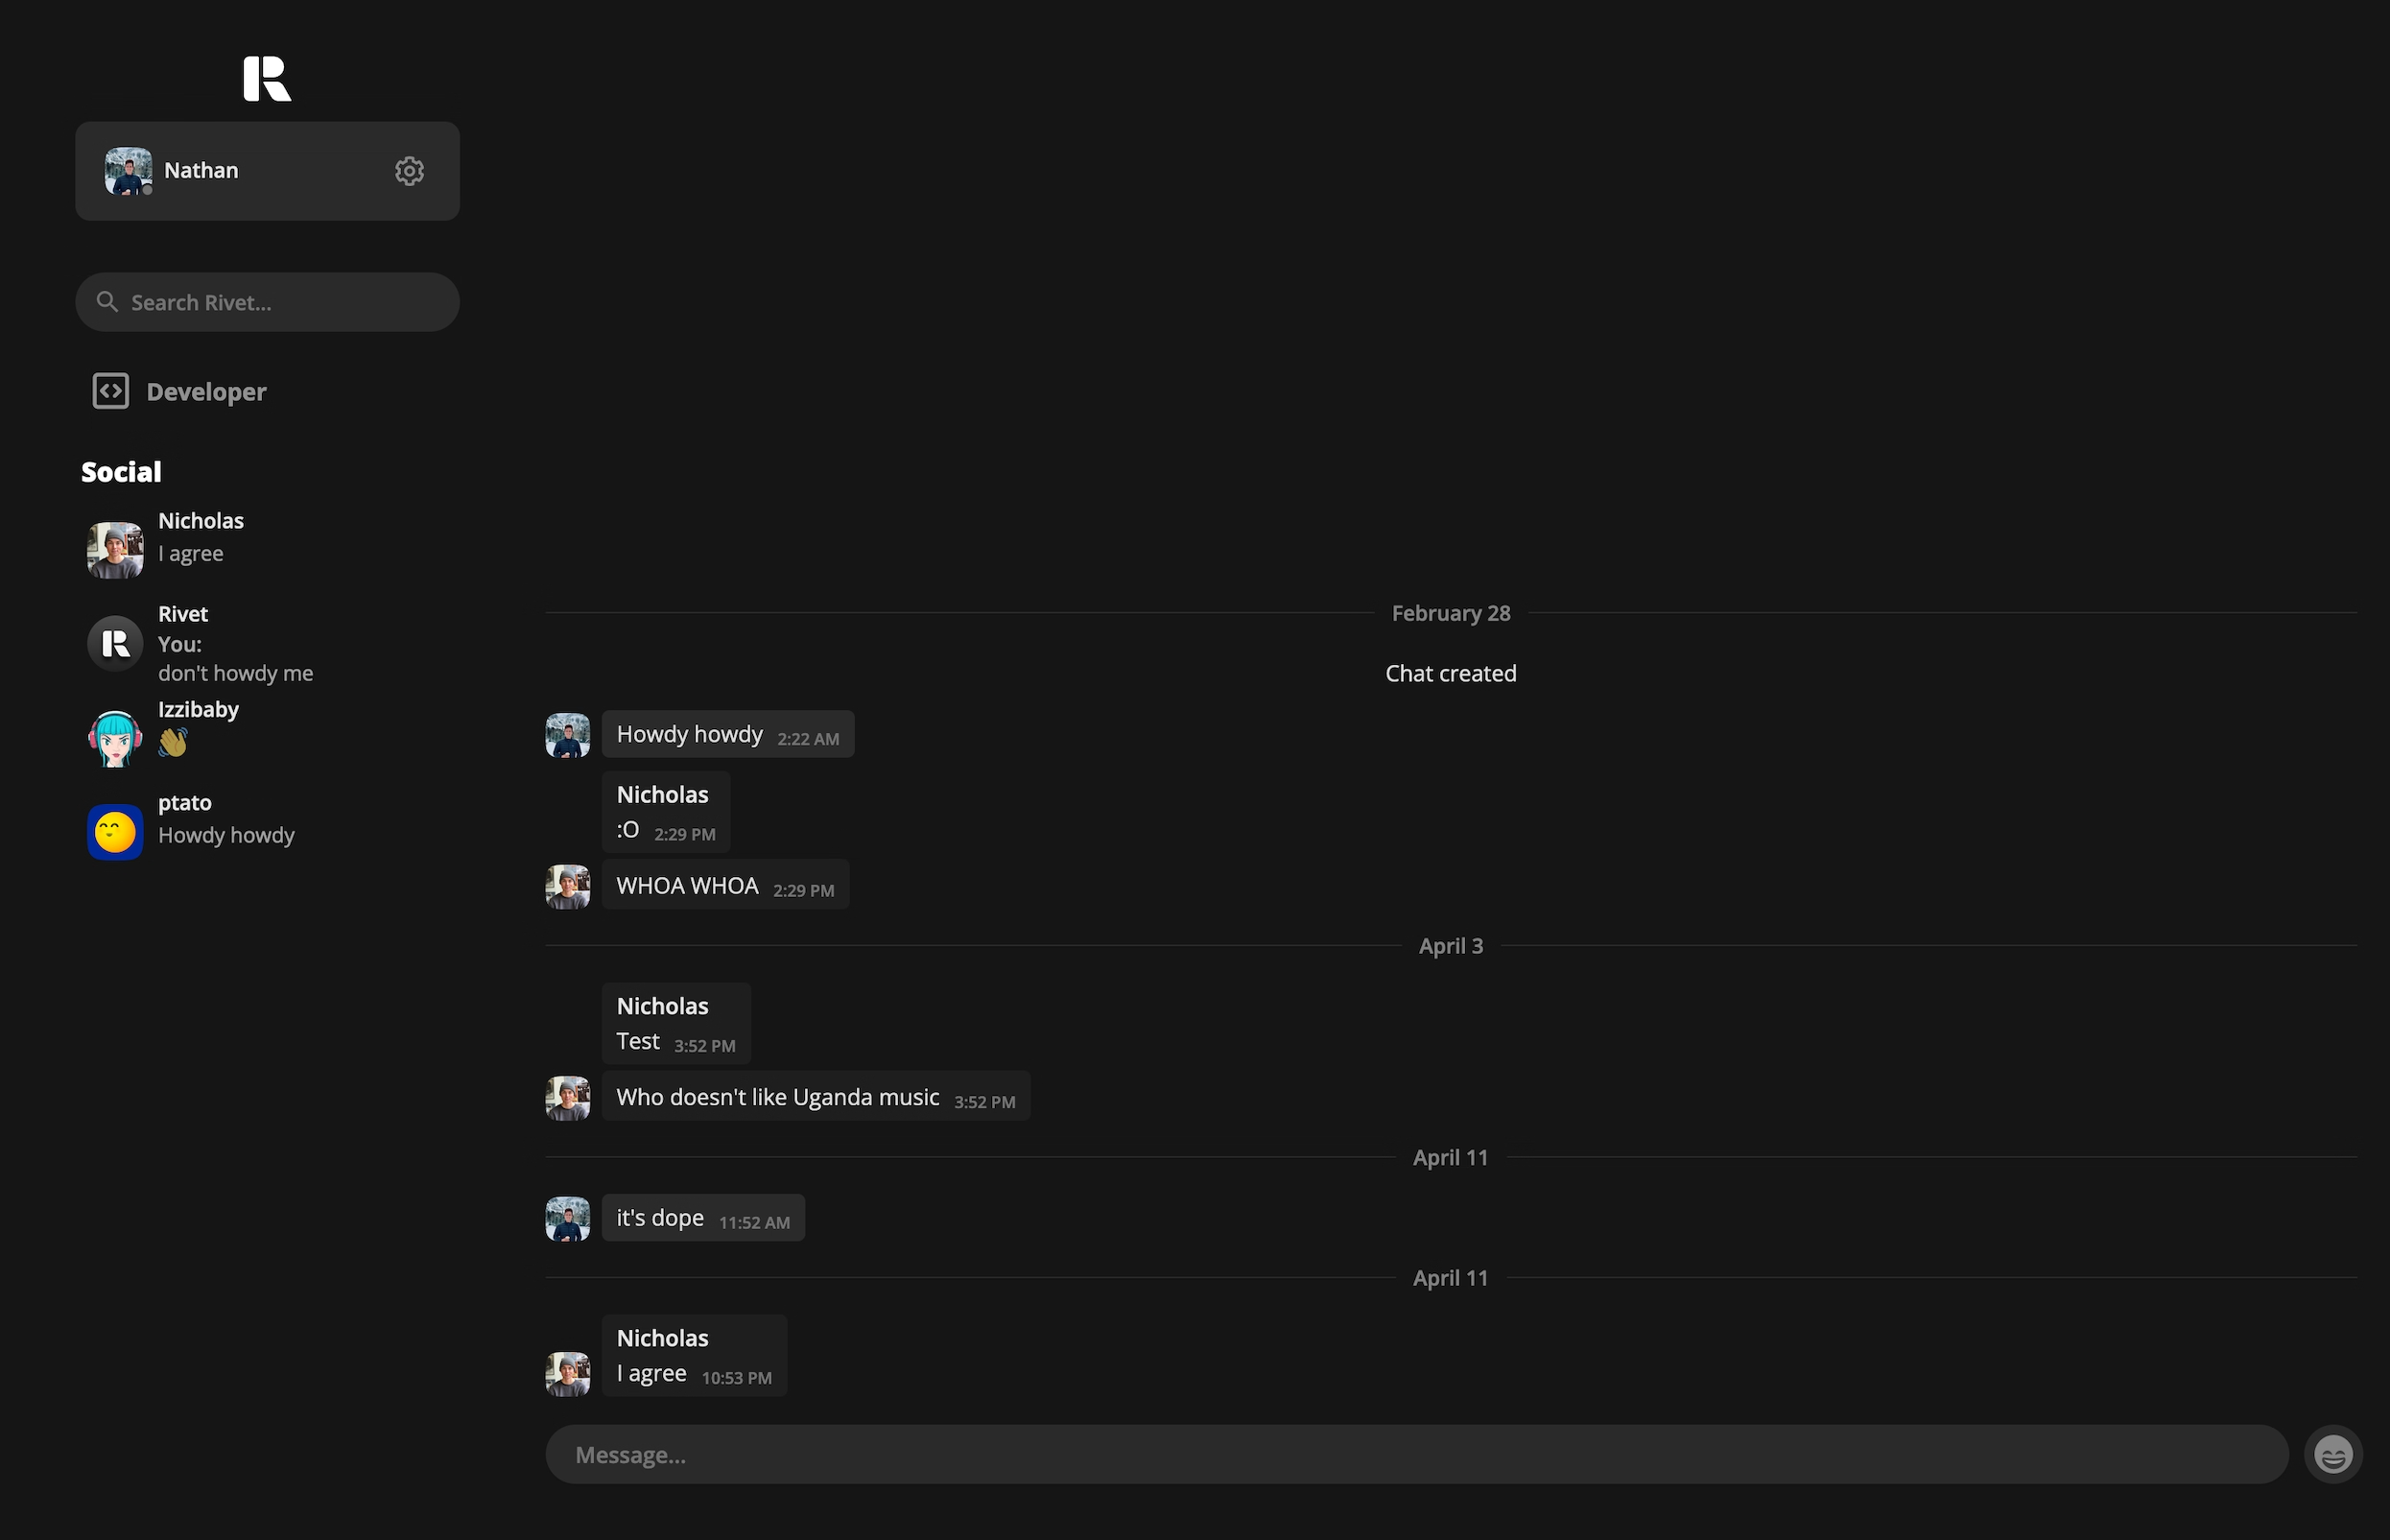 Nathan
Search Rivet...
Developer
Social
Nicholas
I agree
Rivet
You:
don't howdy me
Izzibaby
ptato
Howdy howdy
February 28
Chat created
Howdy howdy 2:22 AM
Nicholas
:O 2:29 PM
WHOA WHOA 2:29 PM
April 3
Nicholas
Test 3:52 PM
Who doesn't like Uganda music 3:52 PM
April 11
it's dope 11:52 AM
April 11
Nicholas
I agree 10:53 PM
Message...